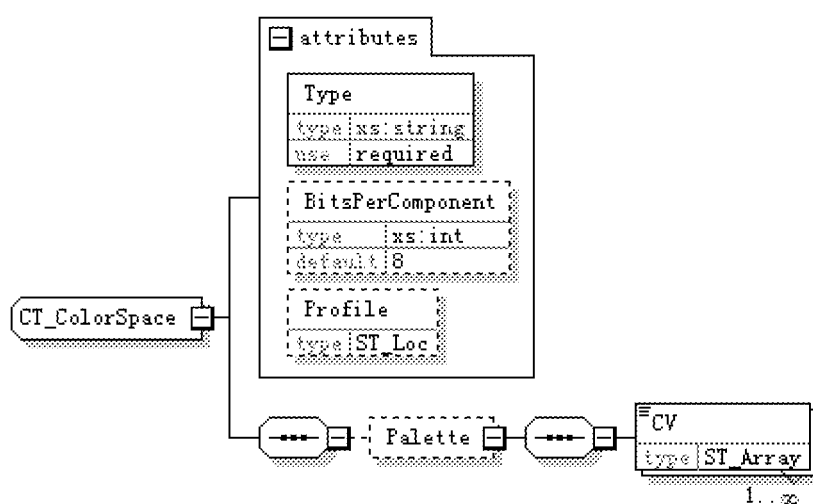 attributes
Type
type xs:string
use required
BitsPerComponent
type xs:int
default 8
CT_ColorSpace
Profile
type ST_Loc
Palette
CV
type ST_Array
1..∞